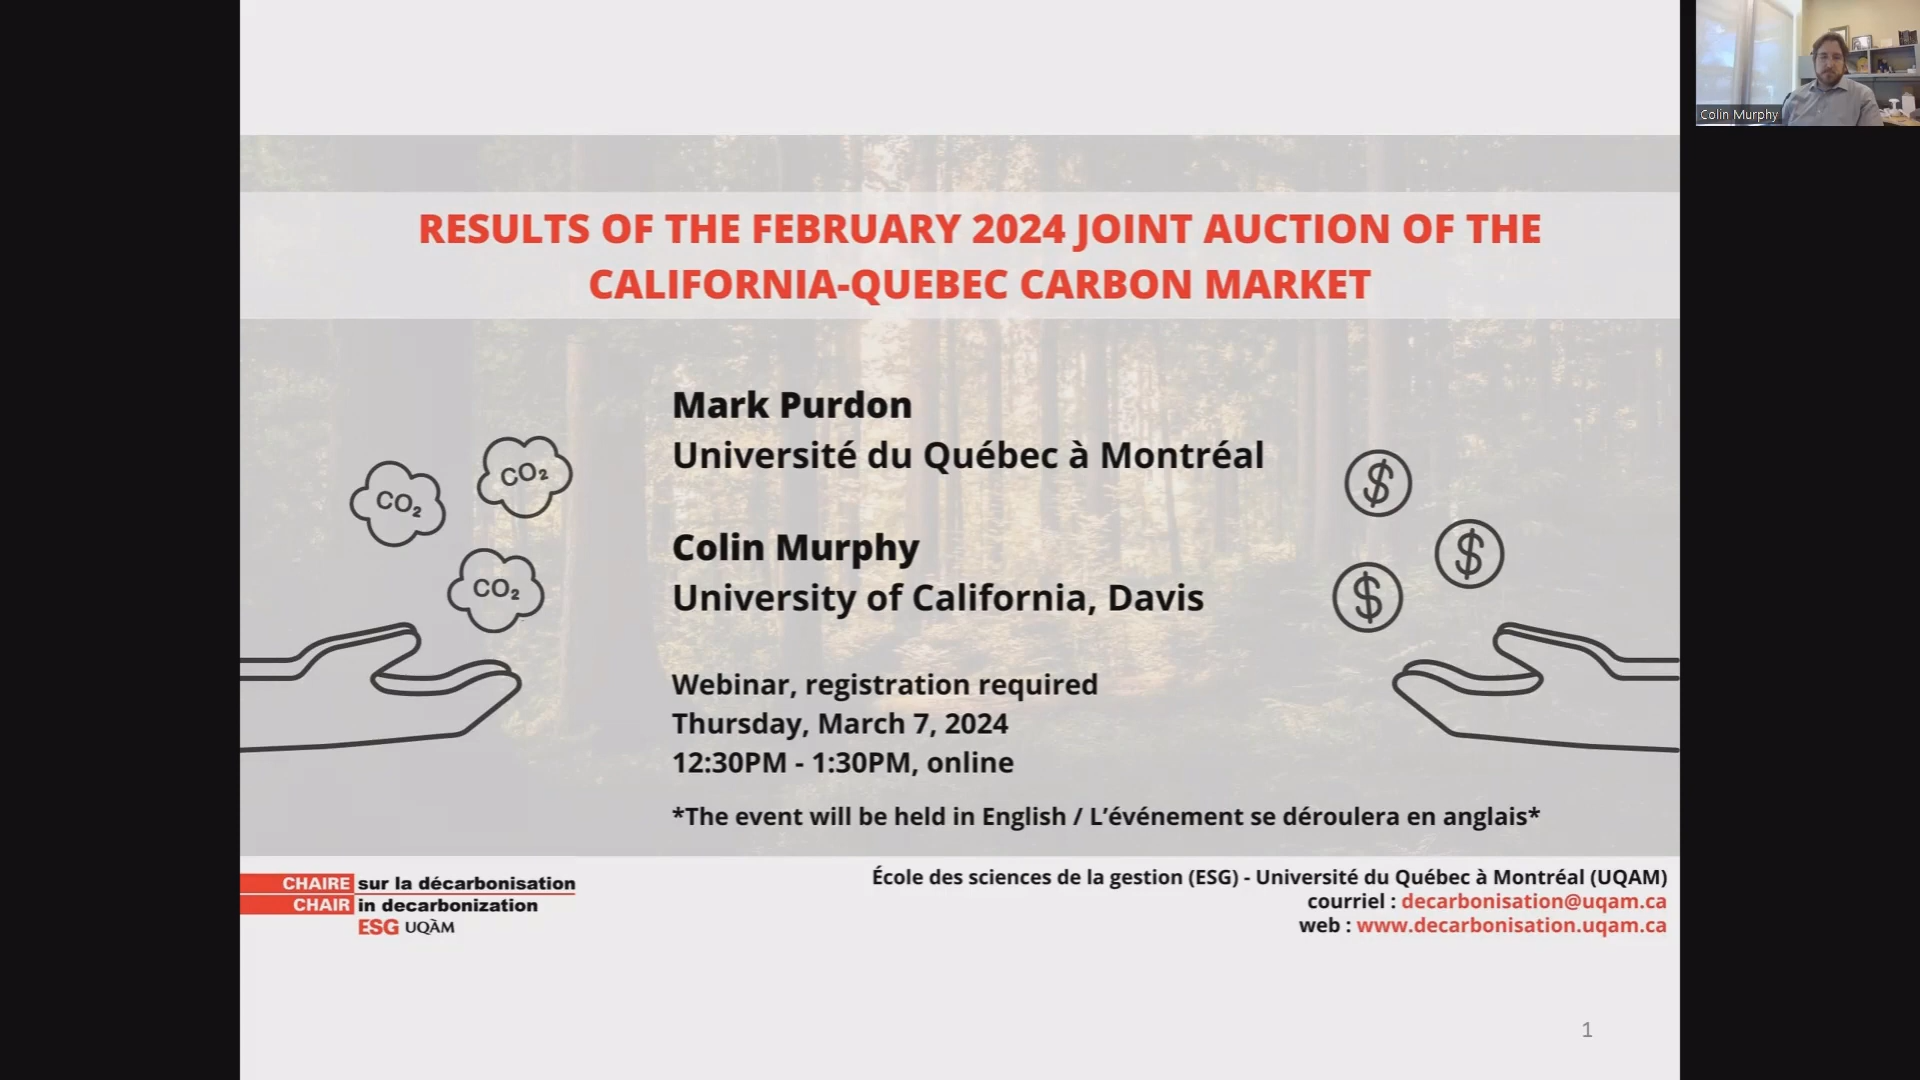 Colin Murphy
RESULTS OF THE FEBRUARY 2024 JOINT AUCTION OF THE
CALIFORNIA-QUEBEC CARBON MARKET
Mark Purdon
Université du Québec à Montréal
Colin Murphy
University of California, Davis
CO₂
CO₂
CO₂
$
$
$
Webinar, registration required
Thursday, March 7, 2024
12:30PM - 1:30PM, online
*The event will be held in English / L’événement se déroulera en anglais*
CHAIRE sur la décarbonisation
CHAIR in decarbonization
ESG UQÀM
École des sciences de la gestion (ESG) - Université du Québec à Montréal (UQAM)
courriel : decarbonisation@uqam.ca
web : www.decarbonisation.uqam.ca
1